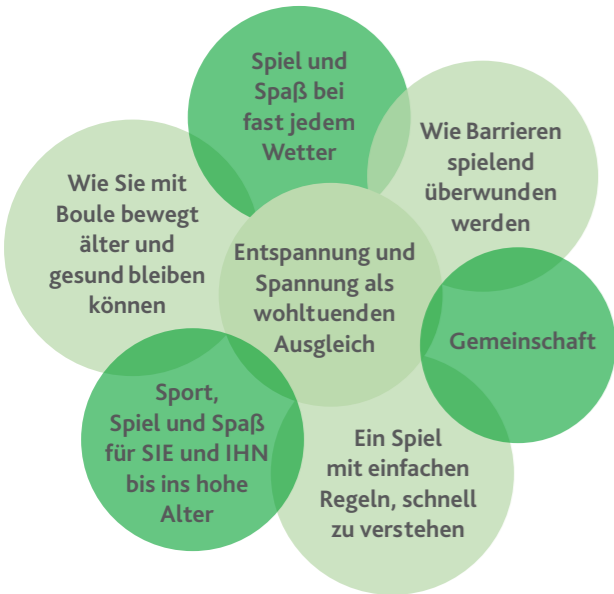 Spiel und
Spaß bei
fast jedem
Wetter
Wie Barrieren
spielend
überwunden
werden
Wie Sie mit
Boule bewegt
älter und
gesund bleiben
können
Entspannung und
Spannung als
wohltuenden
Ausgleich
Gemeinschaft
Sport,
Spiel und Spaß
für SIE und IHN
bis ins hohe
Alter
Ein Spiel
mit einfachen
Regeln, schnell
zu verstehen